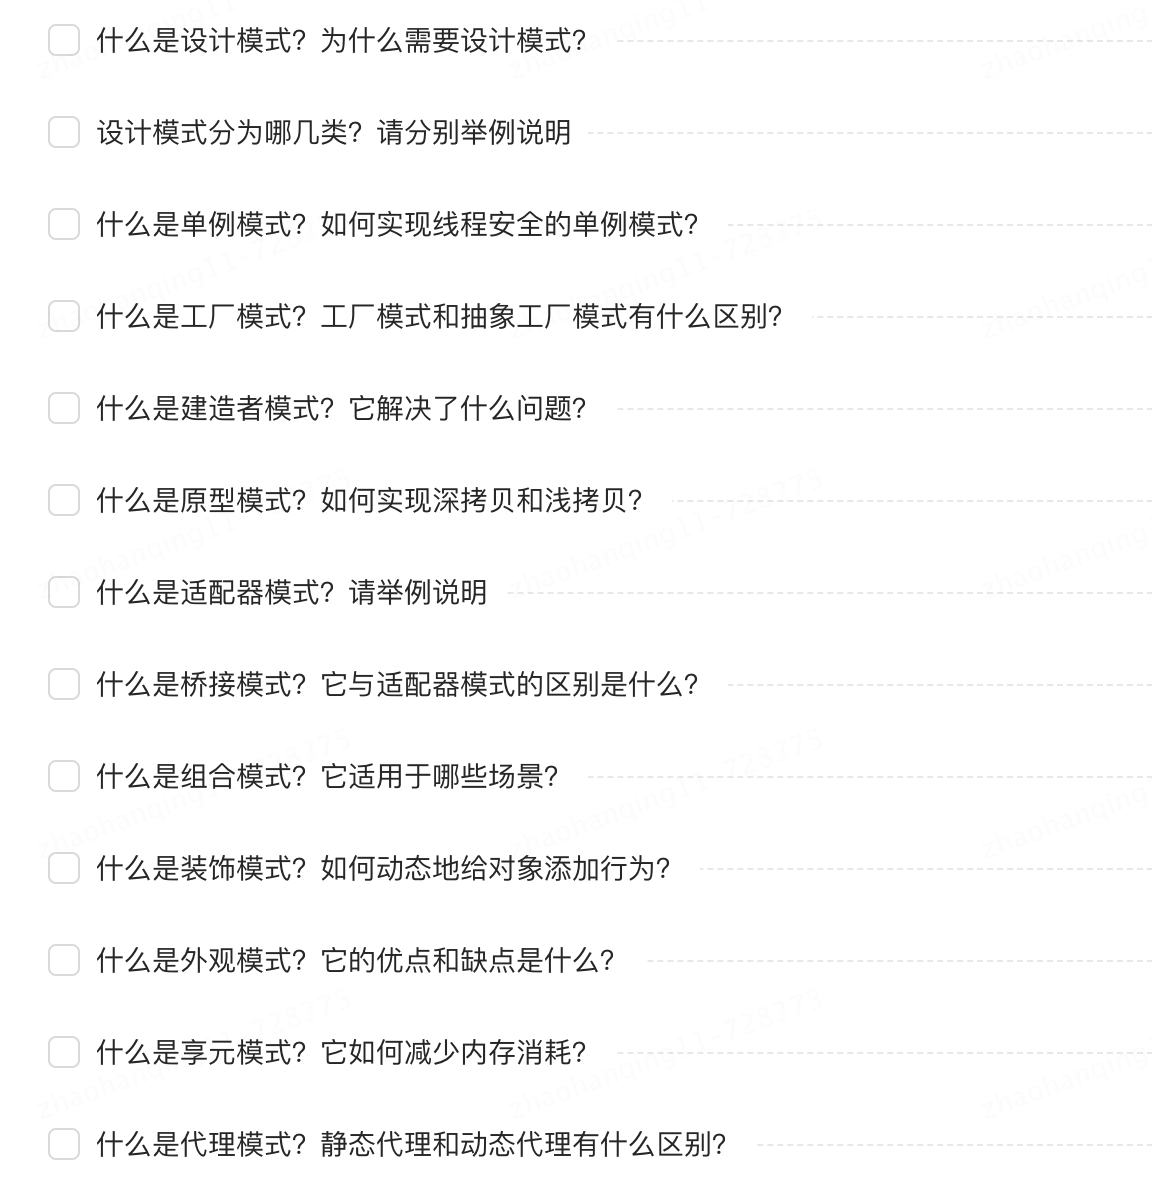 什么是设计模式？为什么需要设计模式？
设计模式分为哪几类？请分别举例说明
什么是单例模式？如何实现线程安全的单例模式？
什么是工厂模式？工厂模式和抽象工厂模式有什么区别？
什么是建造者模式？它解决了什么问题？
什么是原型模式？如何实现深拷贝和浅拷贝？
什么是适配器模式？请举例说明
什么是桥接模式？它与适配器模式的区别是什么？
什么是组合模式？它适用于哪些场景？
什么是装饰模式？如何动态地给对象添加行为？
什么是外观模式？它的优点和缺点是什么？
什么是享元模式？它如何减少内存消耗？
什么是代理模式？静态代理和动态代理有什么区别？